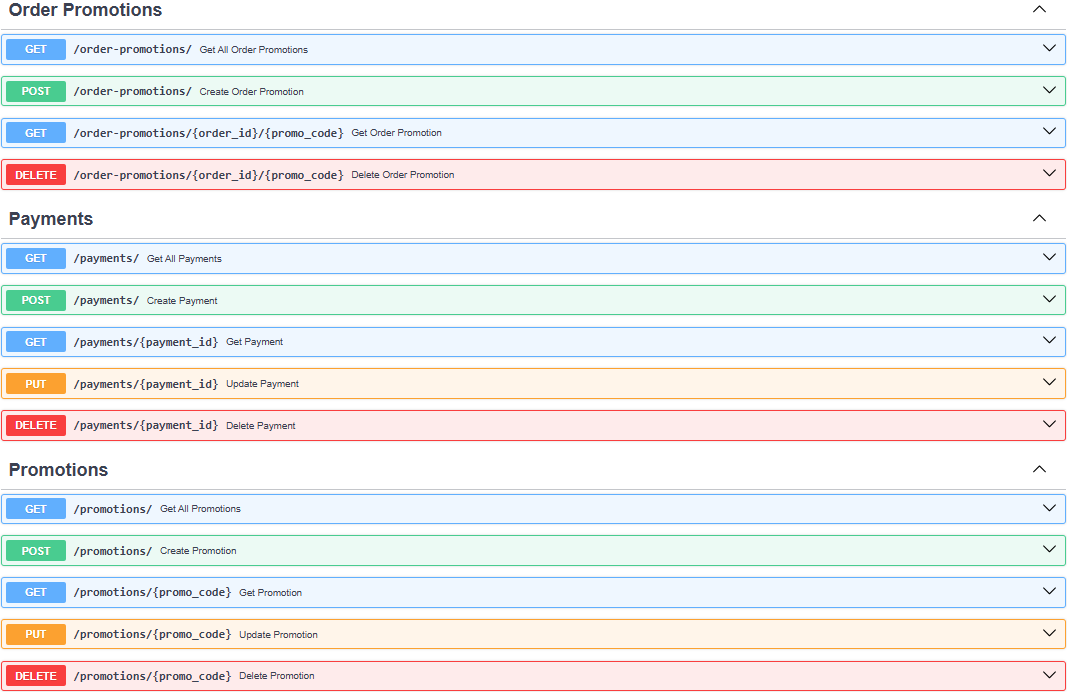 Order Promotions
GET /order-promotions/ Get All Order Promotions
POST /order-promotions/ Create Order Promotion
GET /order-promotions/{order_id}/{promo_code} Get Order Promotion
DELETE /order-promotions/{order_id}/{promo_code} Delete Order Promotion
Payments
GET /payments/ Get All Payments
POST /payments/ Create Payment
GET /payments/{payment_id} Get Payment
PUT /payments/{payment_id} Update Payment
DELETE /payments/{payment_id} Delete Payment
Promotions
GET /promotions/ Get All Promotions
POST /promotions/ Create Promotion
GET /promotions/{promo_code} Get Promotion
PUT /promotions/{promo_code} Update Promotion
DELETE /promotions/{promo_code} Delete Promotion